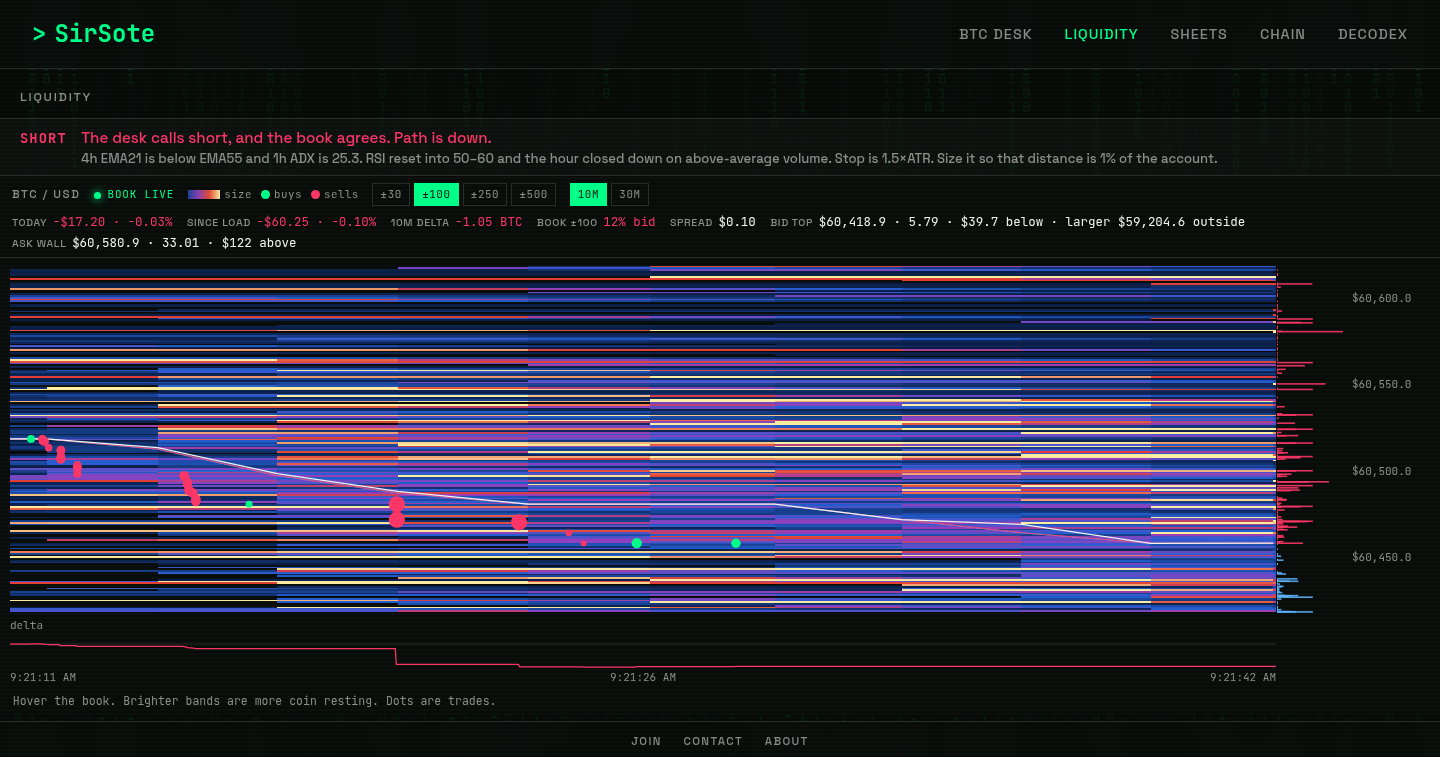 > SirSote
BTC DESK LIQUIDITY SHEETS CHAIN DECODEX
LIQUIDITY
SHORT The desk calls short, and the book agrees. Path is down.
4h EMA21 is below EMA55 and 1h ADX is 25.3. RSI reset into 50–60 and the hour closed down on above-average volume. Stop is 1.5×ATR. Size it so that distance is 1% of the account.
BTC / USD BOOK LIVE size buys sells ±30 ±100 ±250 ±500 10M 30M
TODAY -$17.20 · -0.03% SINCE LOAD -$60.25 · -0.10% 10M DELTA -1.05 BTC BOOK ±100 12% bid SPREAD $0.10 BID TOP $60,418.9 · 5.79 · $39.7 below · larger $59,204.6 outside
ASK WALL $60,580.9 · 33.01 · $122 above
$60,600.0
$60,550.0
$60,500.0
$60,450.0
delta
9:21:11 AM 9:21:26 AM 9:21:42 AM
Hover the book. Brighter bands are more coin resting. Dots are trades.
JOIN CONTACT ABOUT